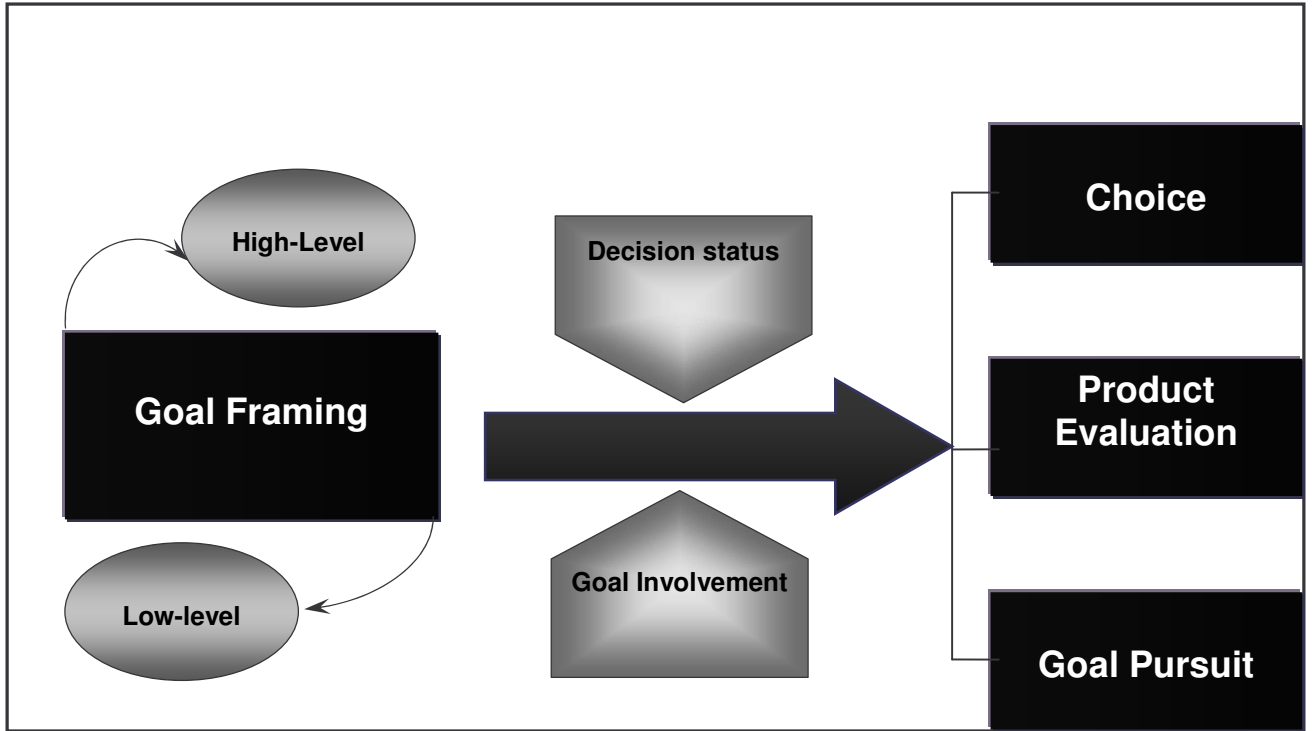 High-Level
Goal Framing
Low-level
Decision status
Goal Involvement
Choice
Product
Evaluation
Goal Pursuit